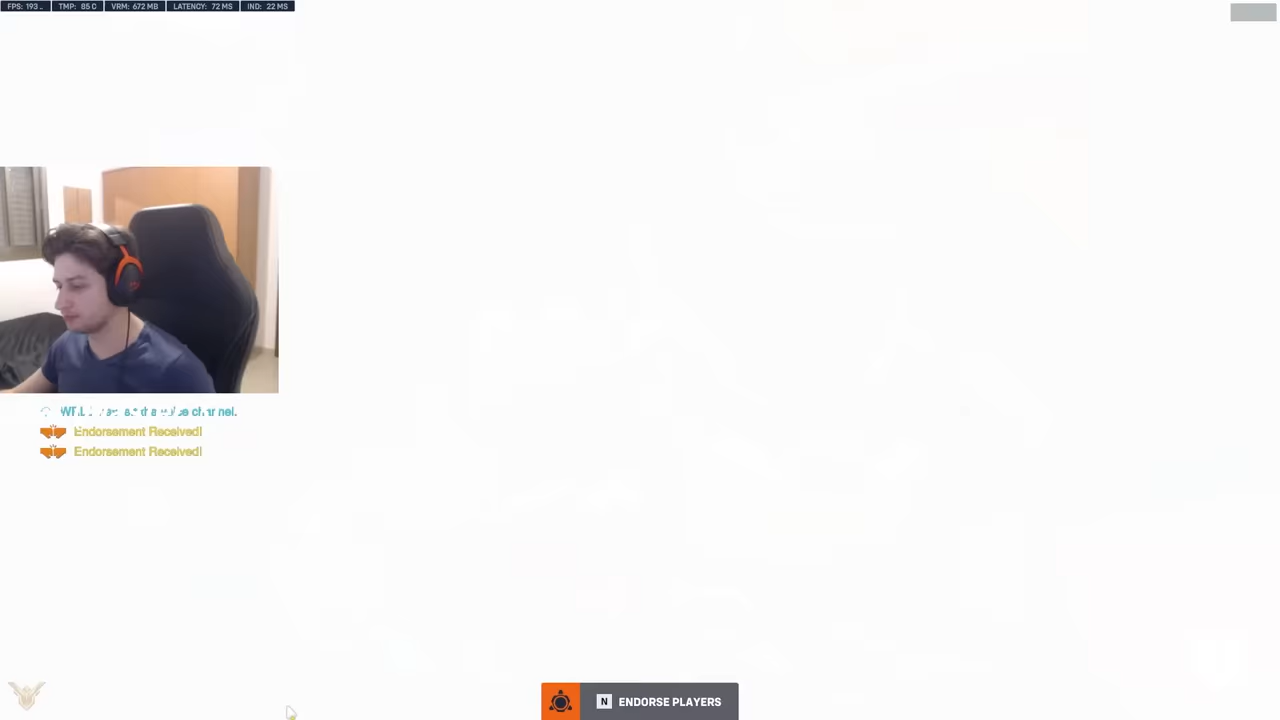 FPS: 193 TMP: 85 C VRM: 672 MB LATENCY: 72 MS IND: 22 MS
channel.
Endorsement Received!
Endorsement Received!
N ENDORSE PLAYERS